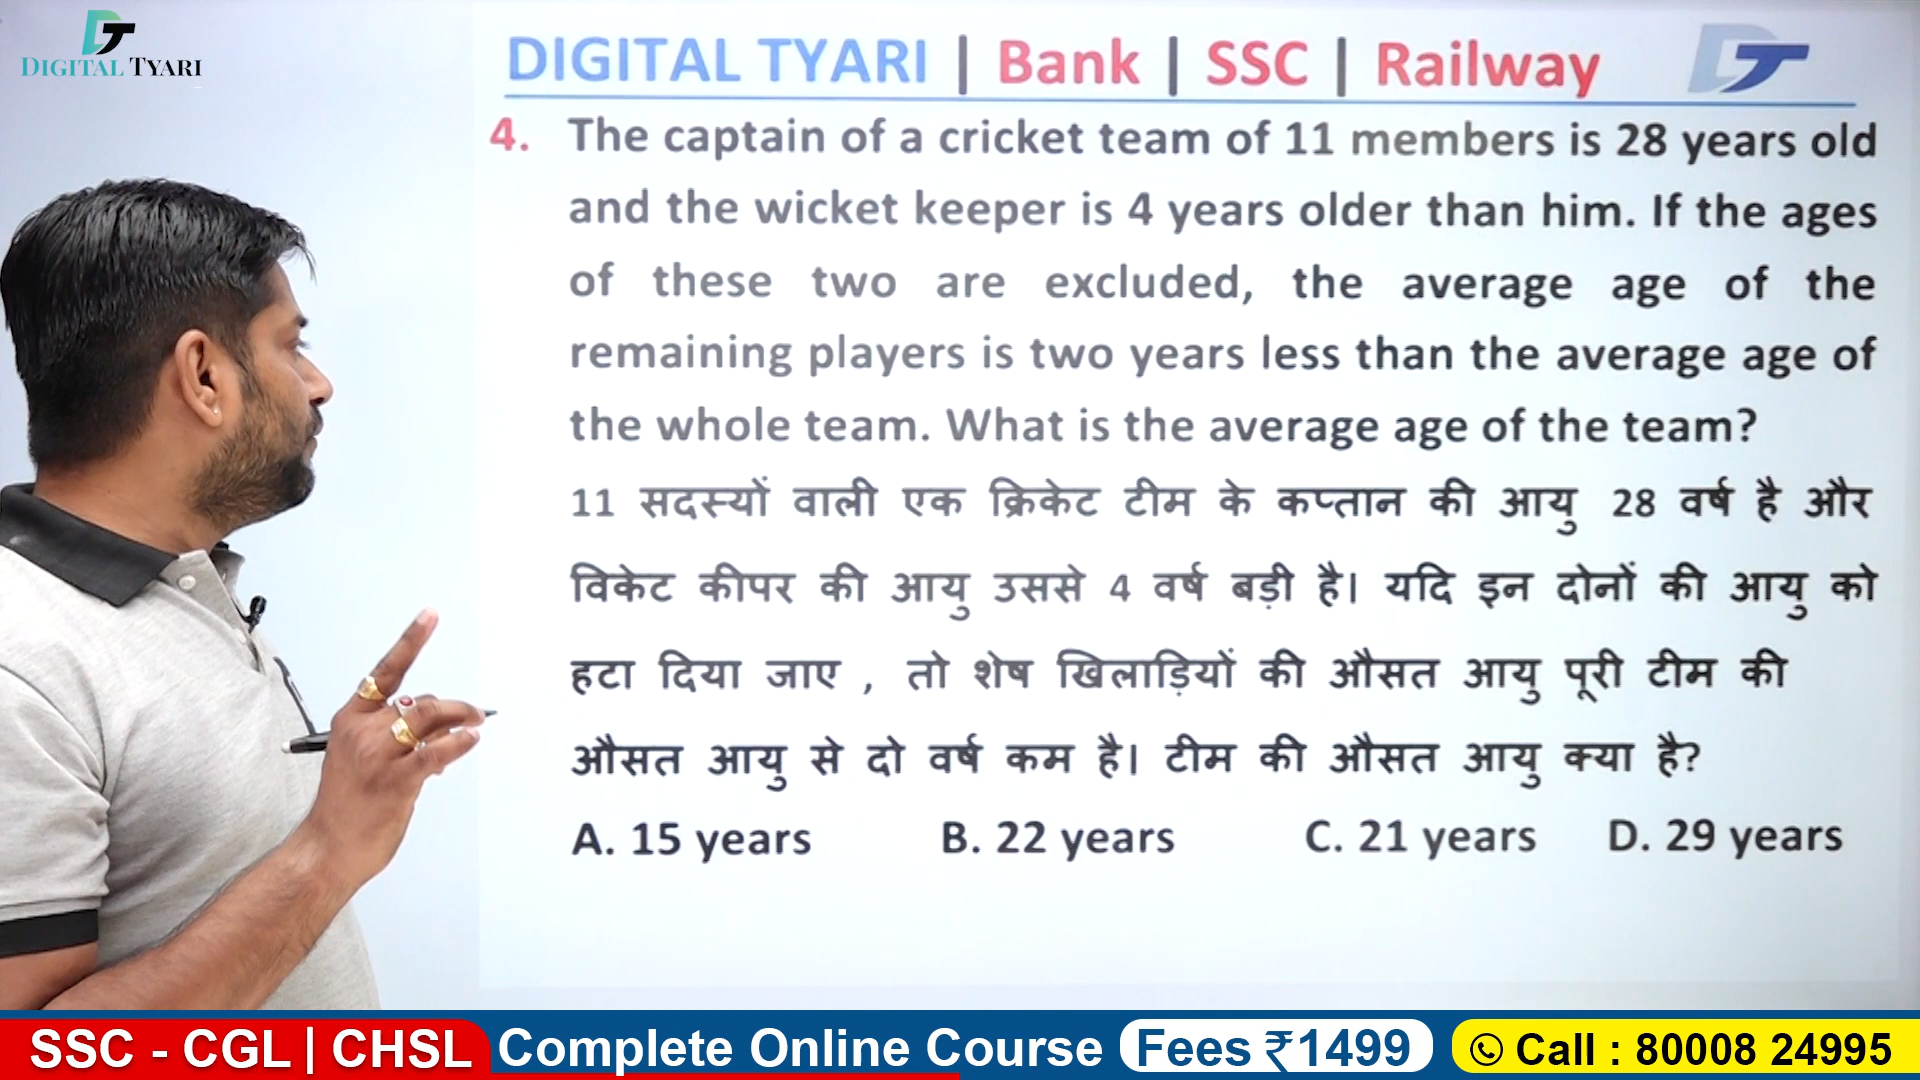 DIGITAL TYARI
DIGITAL TYARI | Bank | SSC | Railway
4. The captain of a cricket team of 11 members is 28 years old
and the wicket keeper is 4 years older than him. If the ages
of these two are excluded, the average age of the
remaining players is two years less than the average age of
the whole team. What is the average age of the team?
11 सदस्यों वाली एक क्रिकेट टीम के कप्तान की आयु 28 वर्ष है और
विकेट कीपर की आयु उससे 4 वर्ष बड़ी है। यदि इन दोनों की आयु को
हटा दिया जाए , तो शेष खिलाड़ियों की औसत आयु पूरी टीम की
औसत आयु से दो वर्ष कम है। टीम की औसत आयु क्या है?
A. 15 years B. 22 years C. 21 years D. 29 years
SSC - CGL | CHSL Complete Online Course Fees ₹1499 Call : 80008 24995